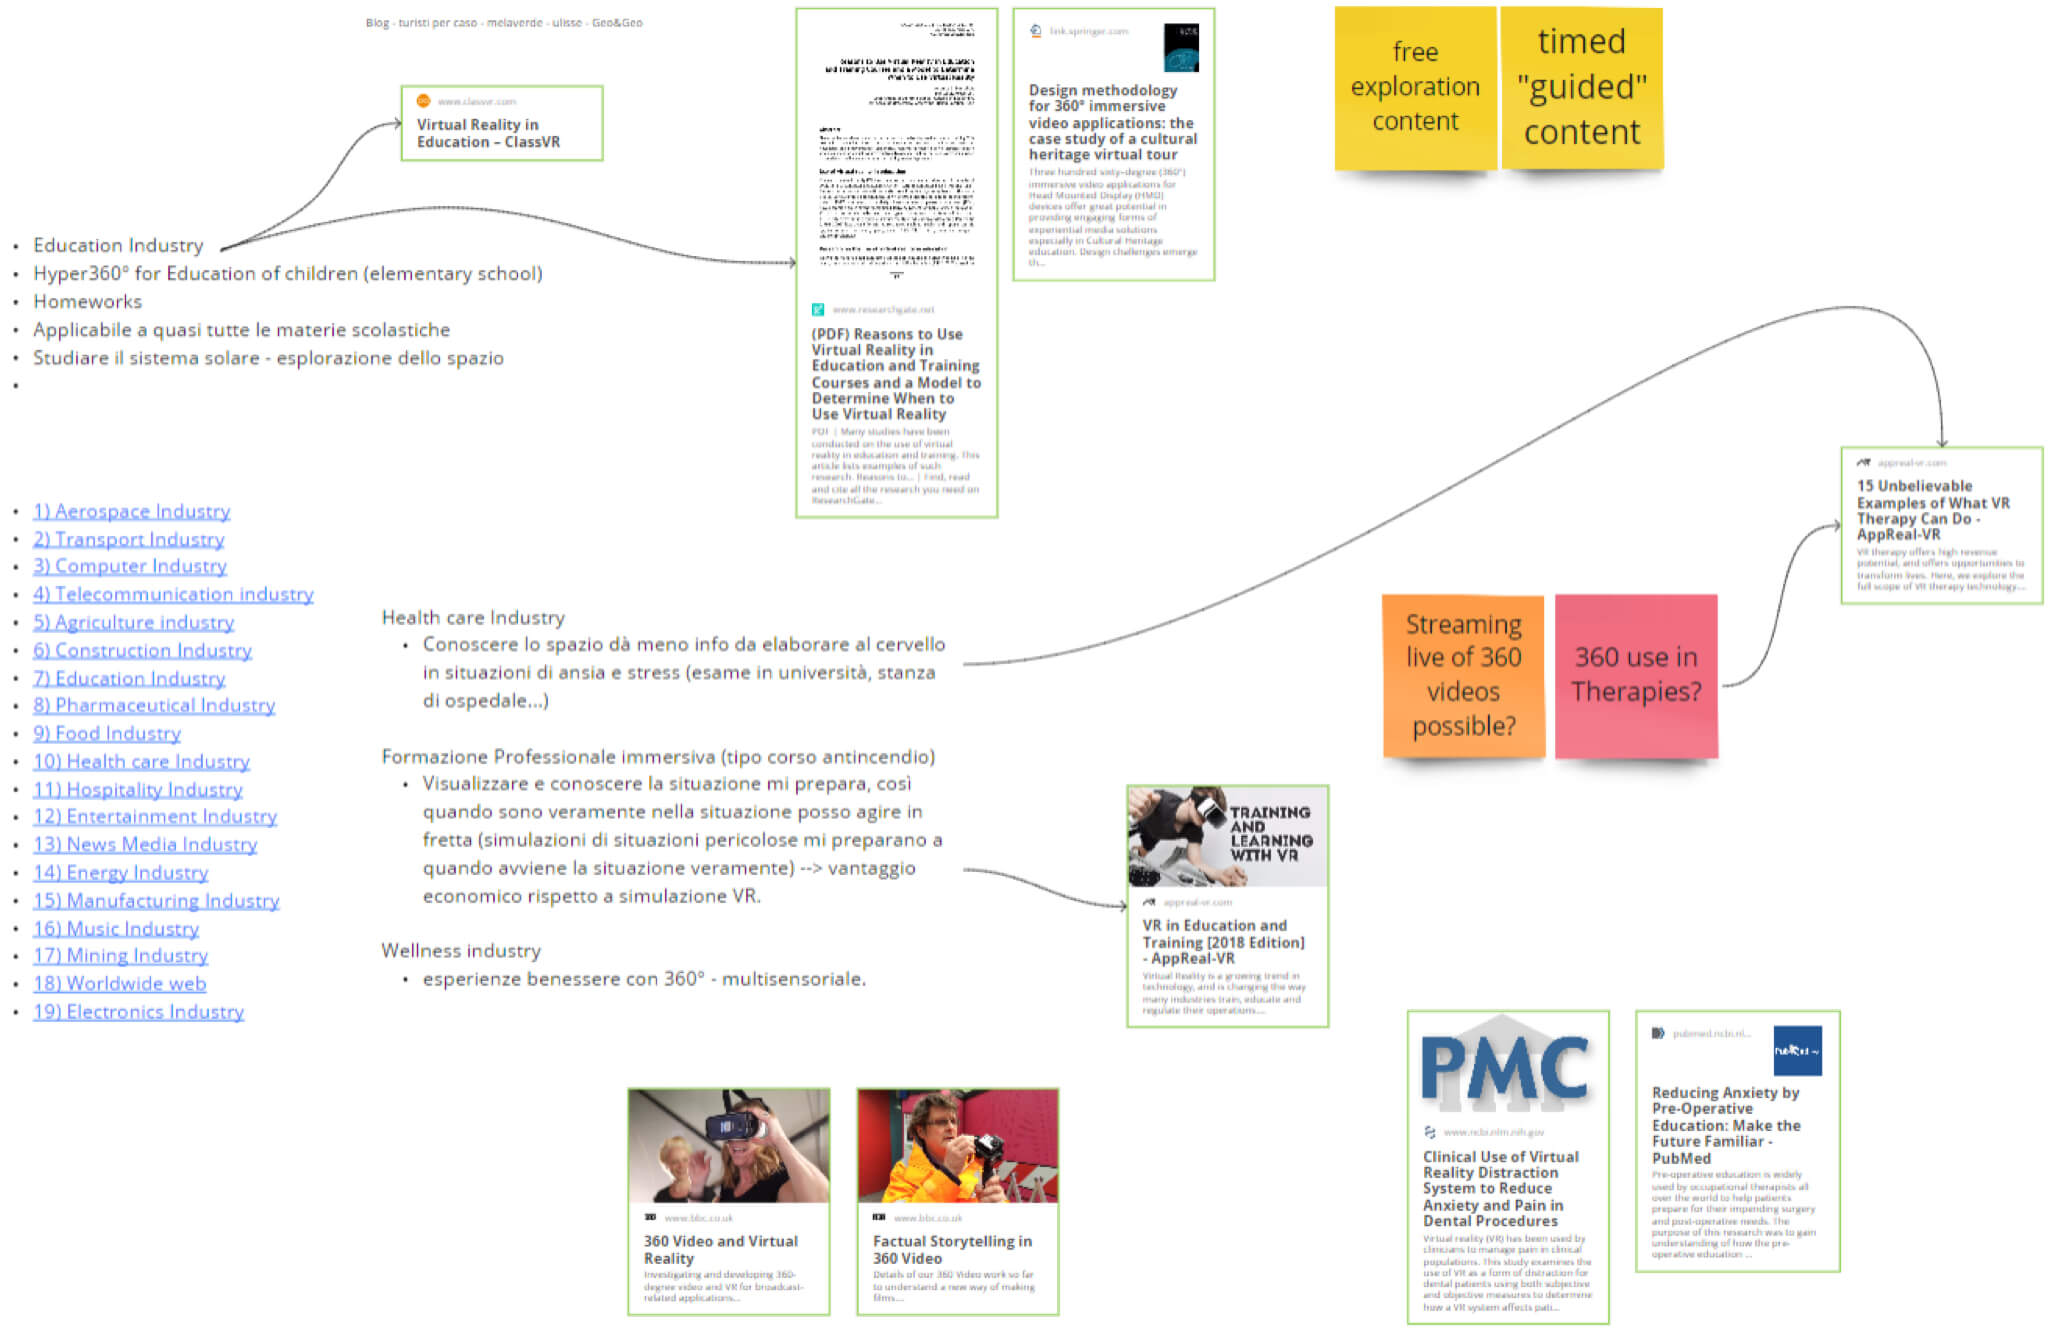 Blog - turisti per caso - melaverde - ulisse - Geo&Geo
www.classvr.com
Virtual Reality in
Education – ClassVR
• Education Industry
• Hyper360° for Education of children (elementary school)
• Homeworks
• Applicabile a quasi tutte le materie scolastiche
• Studiare il sistema solare - esplorazione dello spazio
•
Reasons to Use Virtual Reality in Education
and Training Courses and a Model to Determine
When to Use Virtual Reality
www.researchgate.net
(PDF) Reasons to Use
Virtual Reality in
Education and Training
Courses and a Model to
Determine When to
Use Virtual Reality
PDF | Many studies have been
conducted on the use of virtual
reality in education and training. This
article lists examples of such
research. Reasons to... | Find, read
and cite all the research you need on
ResearchGate...
link.springer.com
Design methodology
for 360° immersive
video applications: the
case study of a cultural
heritage virtual tour
Three hundred sixty-degree (360°)
immersive video applications for
Head Mounted Display (HMD)
devices offer great potential in
providing engaging forms of
experiential media solutions
especially in Cultural Heritage
education. Design challenges emerge
th...
free
exploration
content
timed
"guided"
content
appreal-vr.com
15 Unbelievable
Examples of What VR
Therapy Can Do -
AppReal-VR
VR therapy offers high revenue
potential, and offers opportunities to
transform lives. Here, we explore the
full scope of VR therapy technology....
Streaming
live of 360
videos
possible?
360 use in
Therapies?
• 1) Aerospace Industry
• 2) Transport Industry
• 3) Computer Industry
• 4) Telecommunication industry
• 5) Agriculture industry
• 6) Construction Industry
• 7) Education Industry
• 8) Pharmaceutical Industry
• 9) Food Industry
• 10) Health care Industry
• 11) Hospitality Industry
• 12) Entertainment Industry
• 13) News Media Industry
• 14) Energy Industry
• 15) Manufacturing Industry
• 16) Music Industry
• 17) Mining Industry
• 18) Worldwide web
• 19) Electronics Industry
Health care Industry
• Conoscere lo spazio dà meno info da elaborare al cervello
in situazioni di ansia e stress (esame in università, stanza
di ospedale...)
Formazione Professionale immersiva (tipo corso antincendio)
• Visualizzare e conoscere la situazione mi prepara, così
quando sono veramente nella situazione posso agire in
fretta (simulazioni di situazioni pericolose mi preparano a
quando avviene la situazione veramente) --> vantaggio
economico rispetto a simulazione VR.
Wellness industry
• esperienze benessere con 360° - multisensoriale.
TRAINING
AND
LEARNING
WITH VR
appreal-vr.com
VR in Education and
Training [2018 Edition]
- AppReal-VR
Virtual Reality is a growing trend in
technology, and is changing the way
many industries train, educate and
regulate their operations....
www.bbc.co.uk
360 Video and Virtual
Reality
Investigating and developing 360-
degree video and VR for broadcast-
related applications...
www.bbc.co.uk
Factual Storytelling in
360 Video
Details of our 360 Video work so far
to understand a new way of making
films....
PMC
www.ncbi.nlm.nih.gov
Clinical Use of Virtual
Reality Distraction
System to Reduce
Anxiety and Pain in
Dental Procedures
Virtual reality (VR) has been used by
clinicians to manage pain in clinical
populations. This study examines the
use of VR as a form of distraction for
dental patients using both subjective
and objective measures to determine
how a VR system affects pati...
pubmed.ncbi.nl...
PubMed
Reducing Anxiety by
Pre-Operative
Education: Make the
Future Familiar -
PubMed
Pre-operative education is widely
used by occupational therapists all
over the world to help patients
prepare for their impending surgery
and post-operative needs. The
purpose of this research was to gain
understanding of how the pre-
operative education ...